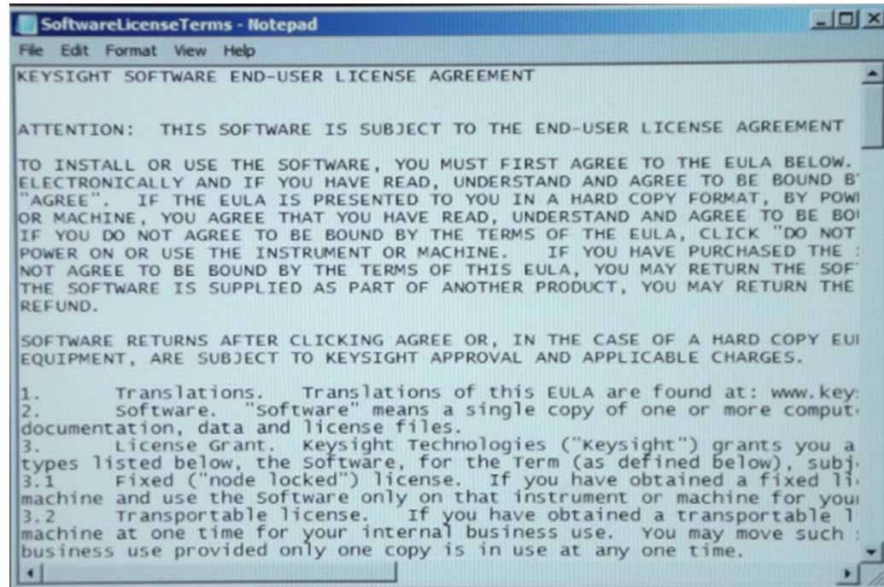 SoftwareLicenseTerms - Notepad
File Edit Format View Help
KEYSIGHT SOFTWARE END-USER LICENSE AGREEMENT
ATTENTION: THIS SOFTWARE IS SUBJECT TO THE END-USER LICENSE AGREEMENT
TO INSTALL OR USE THE SOFTWARE, YOU MUST FIRST AGREE TO THE EULA BELOW.
ELECTRONICALLY AND IF YOU HAVE READ, UNDERSTAND AND AGREE TO BE BOUND
"AGREE". IF THE EULA IS PRESENTED TO YOU IN A HARD COPY FORMAT, BY
OR MACHINE, YOU AGREE THAT YOU HAVE READ, UNDERSTAND AND AGREE TO BE
IF YOU DO NOT AGREE TO BE BOUND BY THE TERMS OF THE EULA, CLICK "DO NOT
POWER ON OR USE THE INSTRUMENT OR MACHINE. IF YOU HAVE PURCHASED THE
NOT AGREE TO BE BOUND BY THE TERMS OF THIS EULA, YOU MAY RETURN THE
THE SOFTWARE IS SUPPLIED AS PART OF ANOTHER PRODUCT, YOU MAY RETURN THE
REFUND.
SOFTWARE RETURNS AFTER CLICKING AGREE OR, IN THE CASE OF A HARD COPY
EQUIPMENT, ARE SUBJECT TO KEYSIGHT APPROVAL AND APPLICABLE CHARGES.
1. Translations. Translations of this EULA are found at: www.key
2. Software. "Software" means a single copy of one or more comput
documentation, data and license files.
3. License Grant. Keysight Technologies ("Keysight") grants you a
types listed below, the Software, for the Term (as defined below), subj
3.1 Fixed ("node locked") license. If you have obtained a fixed li
machine and use the Software only on that instrument or machine for your
3.2 Transportable license. If you have obtained a transportable l
machine at one time for your internal business use. You may move such
business use provided only one copy is in use at any one time.